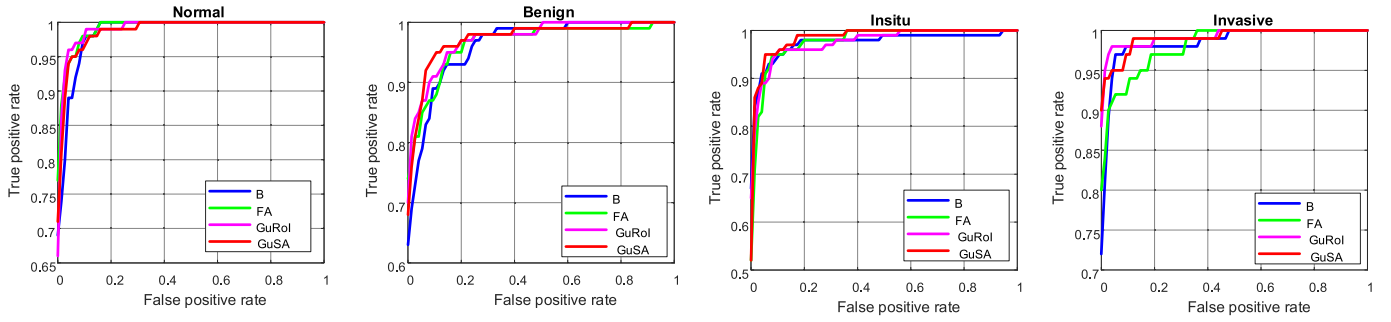 Normal
True positive rate
1
0.95
0.9
0.85
0.8
0.75
0.7
0.65
0
0.2
0.4
0.6
0.8
1
False positive rate
B
FA
GuRoI
GuSA
Benign
True positive rate
1
0.9
0.8
0.7
0.6
0
0.2
0.4
0.6
0.8
1
False positive rate
B
FA
GuRoI
GuSA
Insitu
True positive rate
1
0.9
0.8
0.7
0.6
0.5
0
0.2
0.4
0.6
0.8
1
False positive rate
B
FA
GuRoI
GuSA
Invasive
True positive rate
1
0.95
0.9
0.85
0.8
0.75
0.7
0
0.2
0.4
0.6
0.8
1
False positive rate
B
FA
GuRoI
GuSA